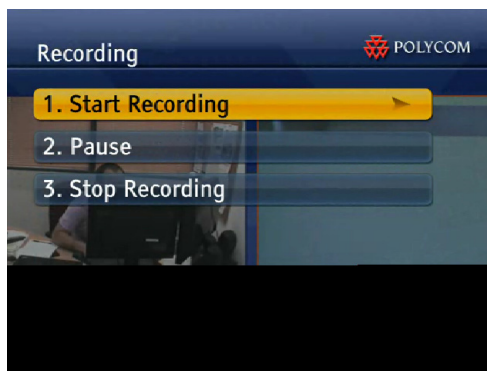 Recording
POLYCOM
1. Start Recording
2. Pause
3. Stop Recording